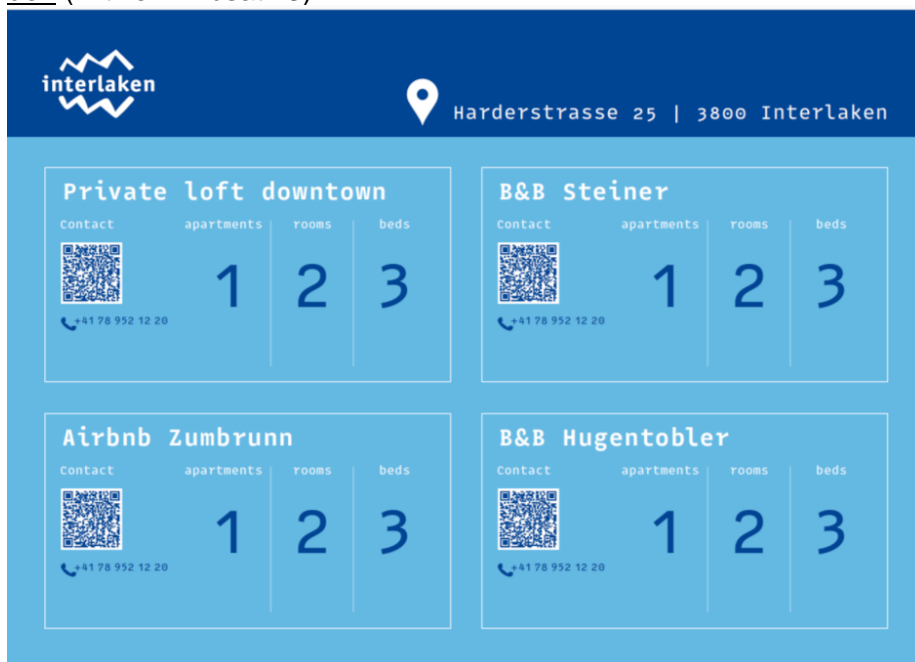 interlaken
Harderstrasse 25 | 3800 Interlaken
Private loft downtown
Contact apartments rooms beds
1 2 3
+41 78 952 12 20
B&B Steiner
Contact apartments rooms beds
1 2 3
+41 78 952 12 20
Airbnb Zumbrunn
Contact apartments rooms beds
1 2 3
+41 78 952 12 20
B&B Hugentobler
Contact apartments rooms beds
1 2 3
+41 78 952 12 20